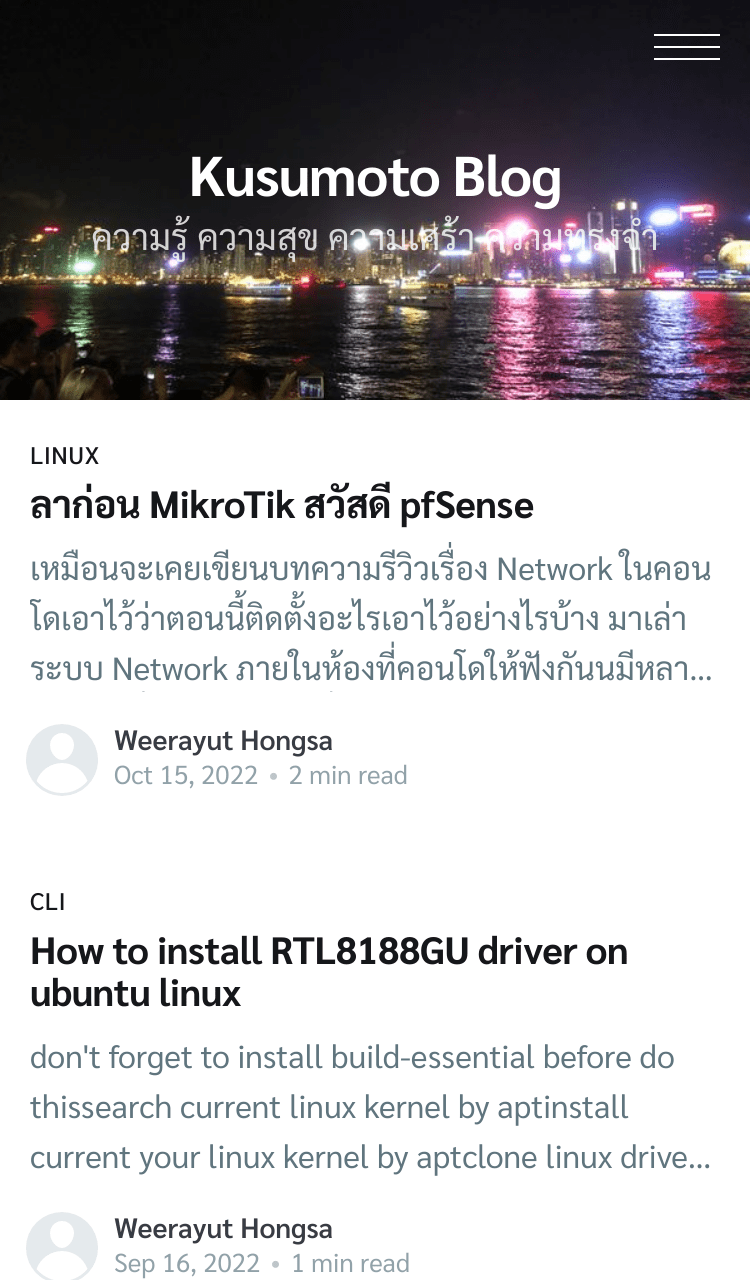 Kusumoto Blog
ความรู้ ความสุข ความเศร้า ความทรงจำ
LINUX
ลาก่อน MikroTik สวัสดี pfSense
เหมือนจะเคยเขียนบทความรีวิวเรื่อง Network ในคอน
โดเอาไว้ว่าตอนนี้ติดตั้งอะไรเอาไว้อย่างไรบ้าง มาเล่า
ระบบ Network ภายในห้องที่คอนโดให้ฟังกันนมีหลา...
Weerayut Hongsa
Oct 15, 2022 • 2 min read
CLI
How to install RTL8188GU driver on
ubuntu linux
don't forget to install build-essential before do
thissearch current linux kernel by aptinstall
current your linux kernel by aptclone linux drive...
Weerayut Hongsa
Sep 16, 2022 • 1 min read